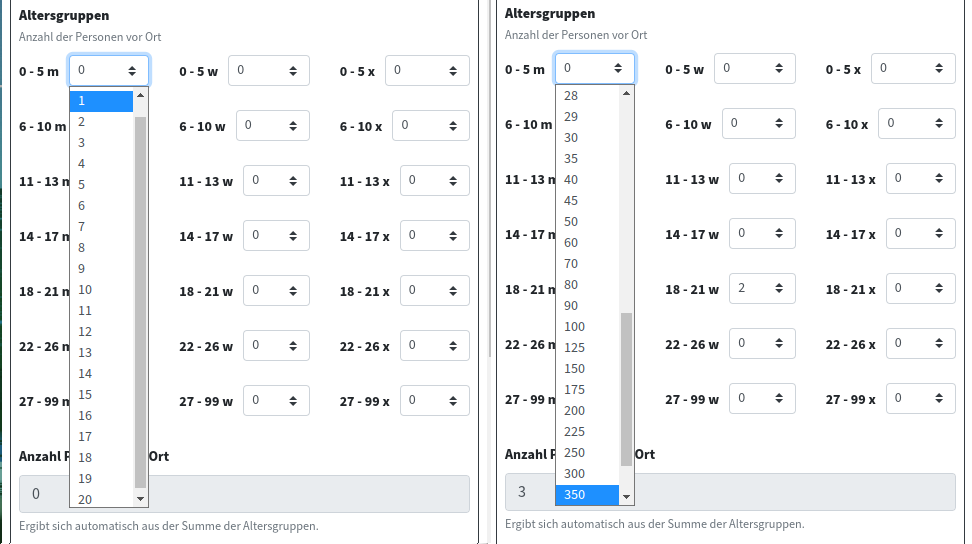 Altersgruppen
Anzahl der Personen vor Ort
0 - 5 m 0 0 - 5 w 0 0 - 5 x 0
1
2
6 - 10 m 6 - 10 w 0 6 - 10 x 0
3
4
11 - 13 m 5 11 - 13 w 0 11 - 13 x 0
6
7
14 - 17 m 14 - 17 w 0 14 - 17 x 0
8
9
18 - 21 m 10 18 - 21 w 0 18 - 21 x 0
11
12
22 - 26 m 13 22 - 26 w 0 22 - 26 x 0
14
15
27 - 99 m 27 - 99 w 0 27 - 99 x 0
16
17
Anzahl P 18 Ort
19
0
20
Ergibt sich automatisch aus der Summe der Altersgruppen.
Altersgruppen
Anzahl der Personen vor Ort
0 - 5 m 0 0 - 5 w 0 0 - 5 x 0
28
29
6 - 10 m 6 - 10 w 0 6 - 10 x 0
30
35
11 - 13 m 40 11 - 13 w 0 11 - 13 x 0
45
50
14 - 17 m 14 - 17 w 0 14 - 17 x 0
60
70
18 - 21 m 80 18 - 21 w 2 18 - 21 x 0
90
100
22 - 26 m 125 22 - 26 w 0 22 - 26 x 0
150
175
27 - 99 m 27 - 99 w 0 27 - 99 x 0
200
225
Anzahl P 250 Ort
300
3
350
Ergibt sich automatisch aus der Summe der Altersgruppen.